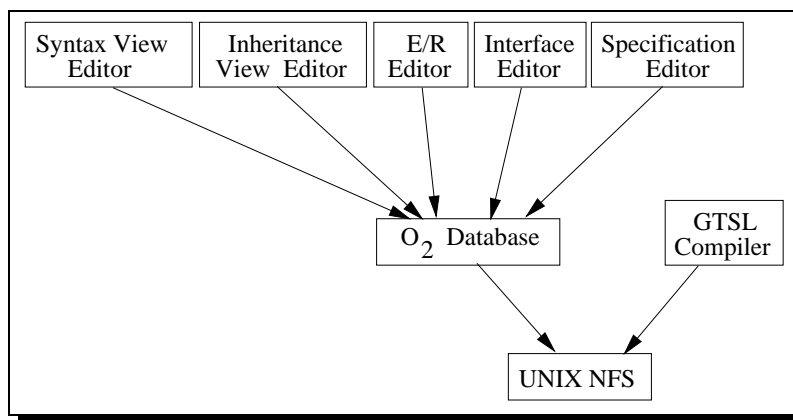 Syntax View
Editor
Inheritance
View Editor
E/R
Editor
Interface
Editor
Specification
Editor
O2 Database
GTSL
Compiler
UNIX NFS